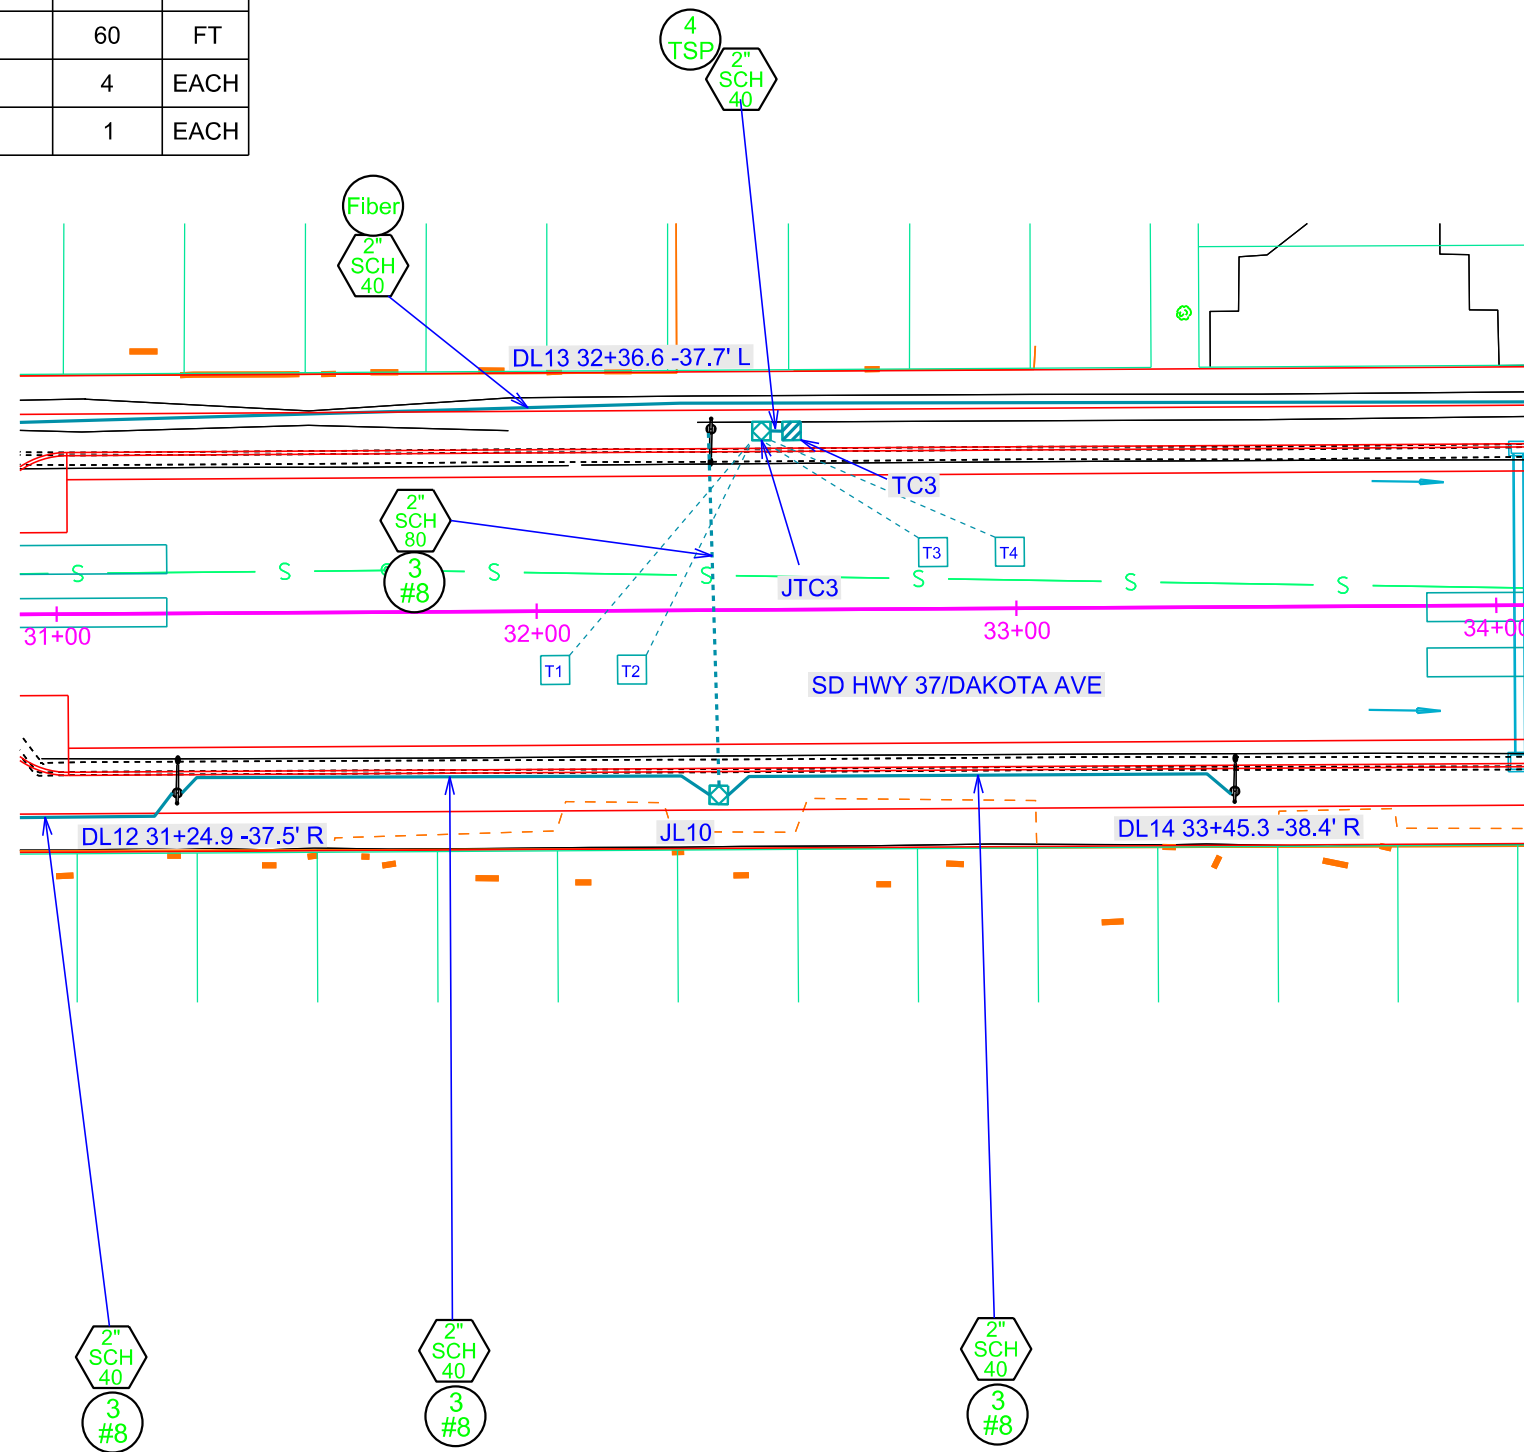 60 FT
4 EACH
1 EACH
4
TSP
2"
SCH
40
Fiber
2"
SCH
40
DL13 32+36.6 -37.7' L
TC3
2"
SCH
80
3
#8
T3
T4
JTC3
S
S
S
S
S
S
S
31+00
32+00
33+00
34+00
T1
T2
SD HWY 37/DAKOTA AVE
DL12 31+24.9 -37.5' R
JL10
DL14 33+45.3 -38.4' R
2"
SCH
40
3
#8
2"
SCH
40
3
#8
2"
SCH
40
3
#8